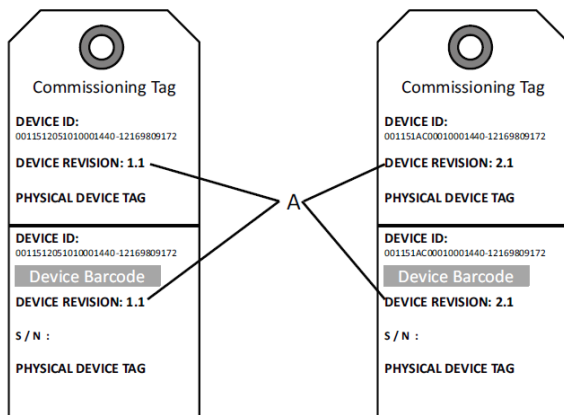 Commissioning Tag
DEVICE ID:
0011512051010001440-12169809172
DEVICE REVISION: 1.1
PHYSICAL DEVICE TAG
DEVICE ID:
0011512051010001440-12169809172
Device Barcode
DEVICE REVISION: 1.1
S / N :
PHYSICAL DEVICE TAG
A
Commissioning Tag
DEVICE ID:
001151AC00010001440-12169809172
DEVICE REVISION: 2.1
PHYSICAL DEVICE TAG
DEVICE ID:
001151AC00010001440-12169809172
Device Barcode
DEVICE REVISION: 2.1
S / N :
PHYSICAL DEVICE TAG